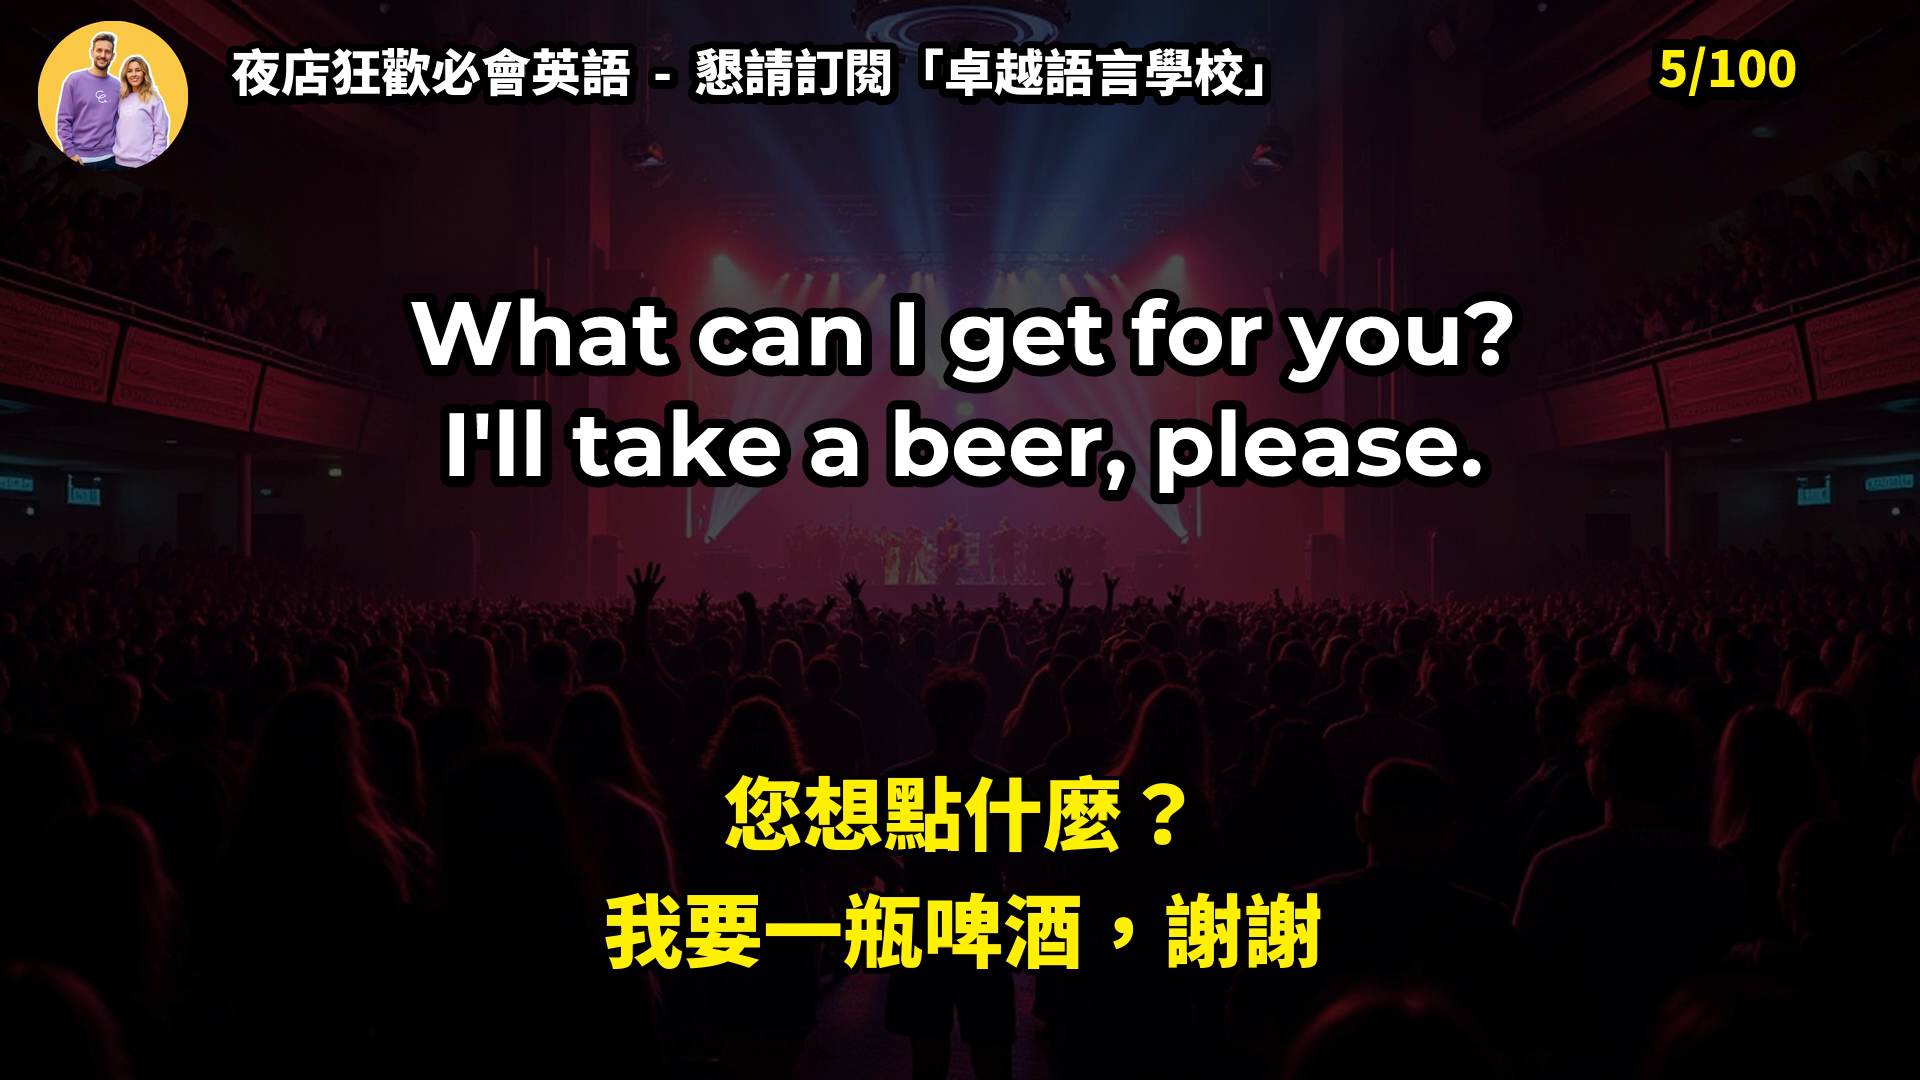 夜店狂歡必會英語 - 懇請訂閱「卓越語言學校」
5/100
What can I get for you?
I'll take a beer, please.
您想點什麼？
我要一瓶啤酒，謝謝